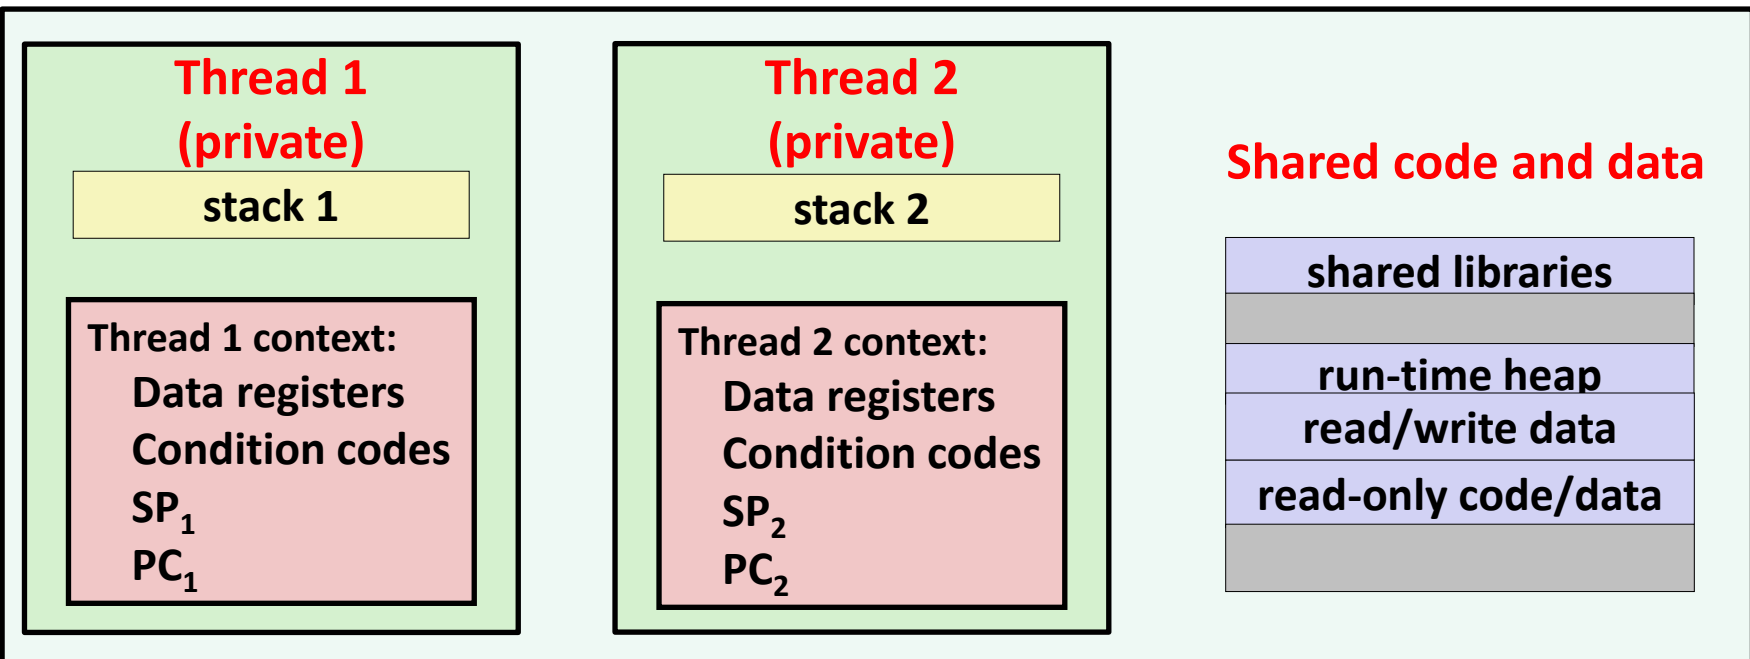 Thread 1
(private)
stack 1
Thread 1 context:
Data registers
Condition codes
SP₁
PC₁
Thread 2
(private)
stack 2
Thread 2 context:
Data registers
Condition codes
SP₂
PC₂
Shared code and data
shared libraries
run-time heap
read/write data
read-only code/data